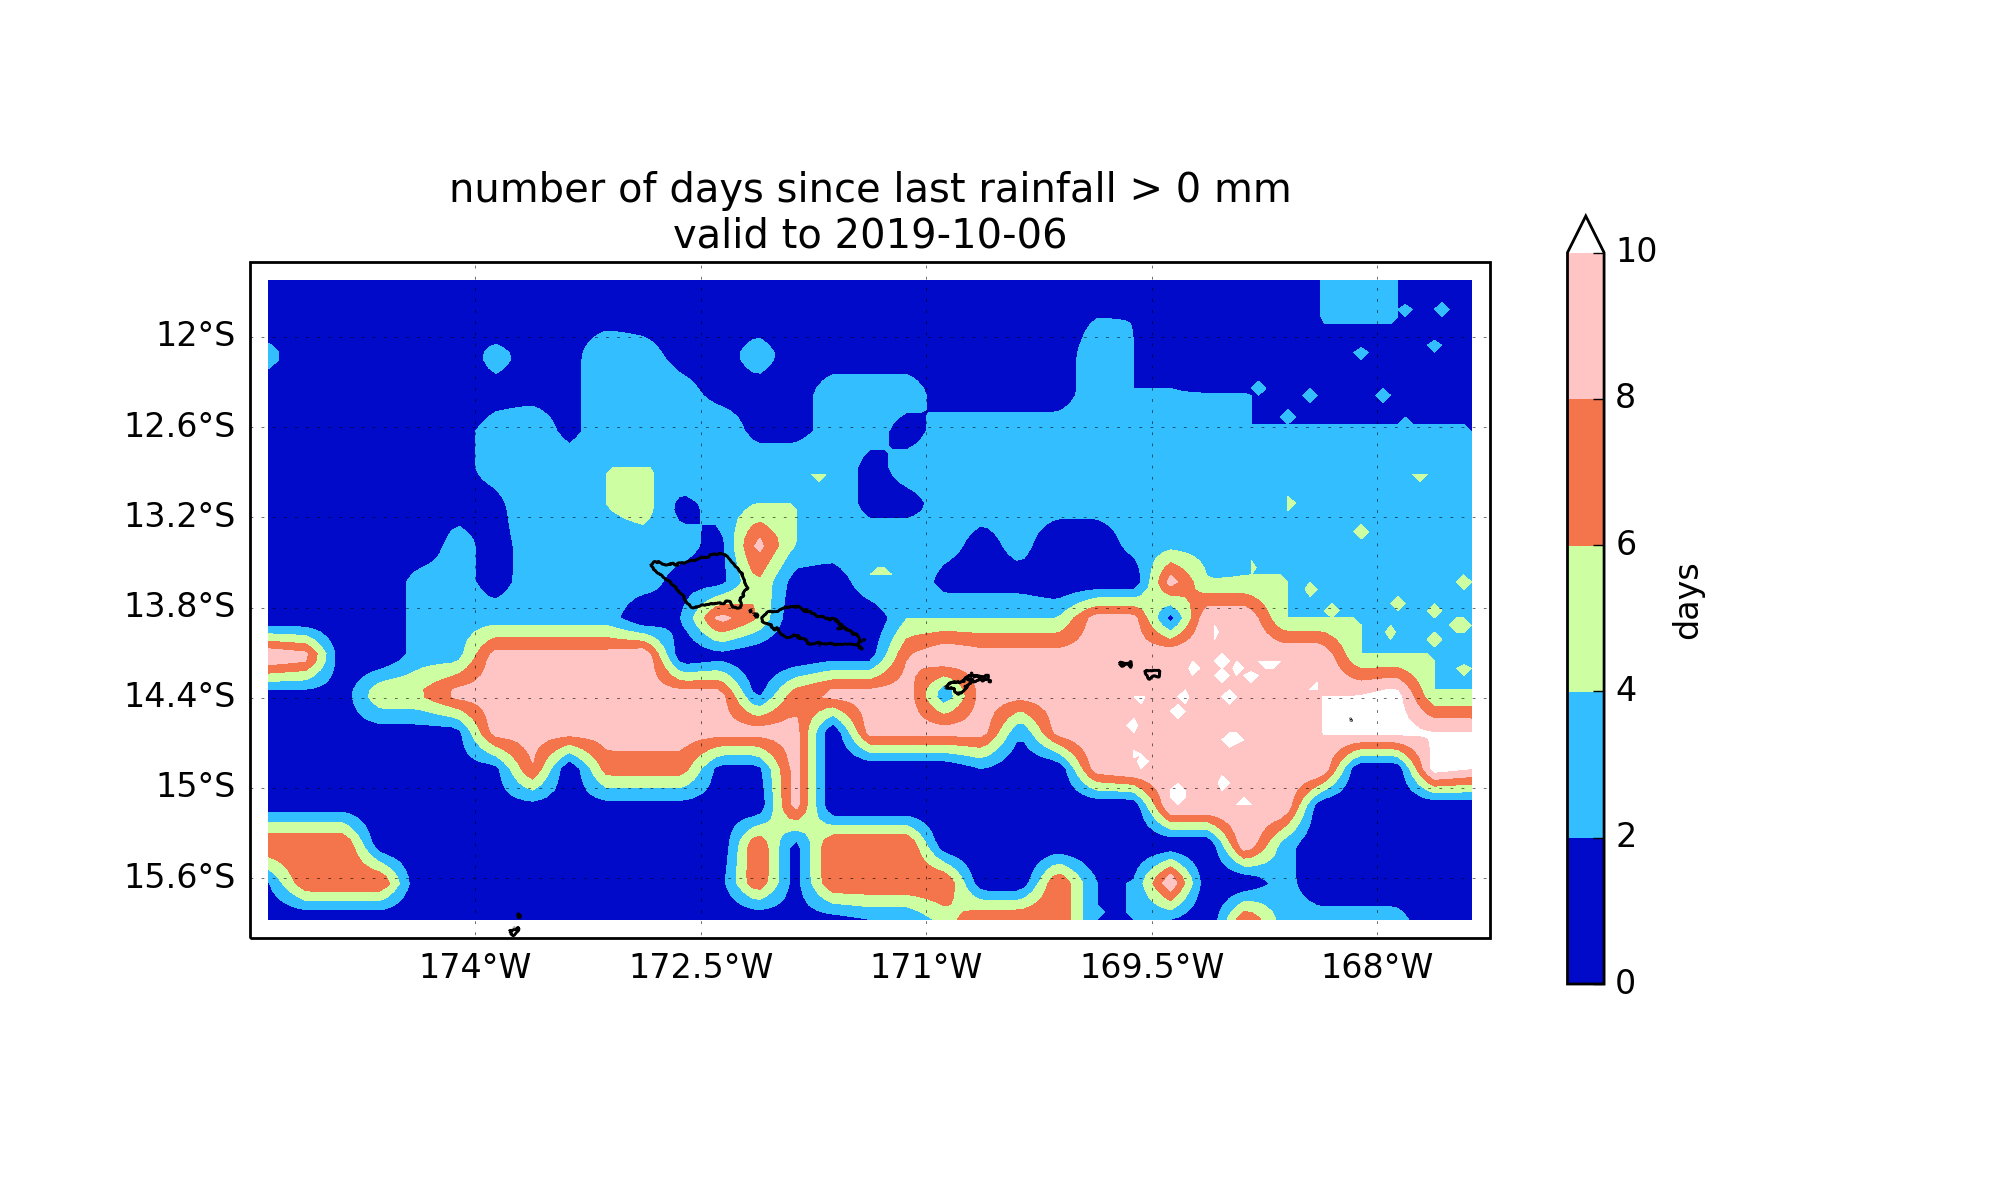 number of days since last rainfall > 0 mm
valid to 2019-10-06
12°S
12.6°S
13.2°S
13.8°S
14.4°S
15°S
15.6°S
174°W
172.5°W
171°W
169.5°W
168°W
10
8
6
4
2
0
days